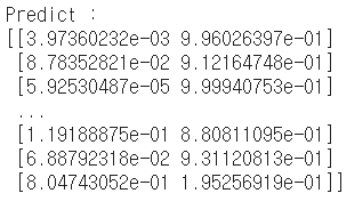 Predict :
[[3.97360232e-03 9.96026397e-01]
[8.78352821e-02 9.12164748e-01]
[5.92530487e-05 9.99940753e-01]
...
[1.19188875e-01 8.80811095e-01]
[6.88792318e-02 9.31120813e-01]
[8.04743052e-01 1.95256919e-01]]